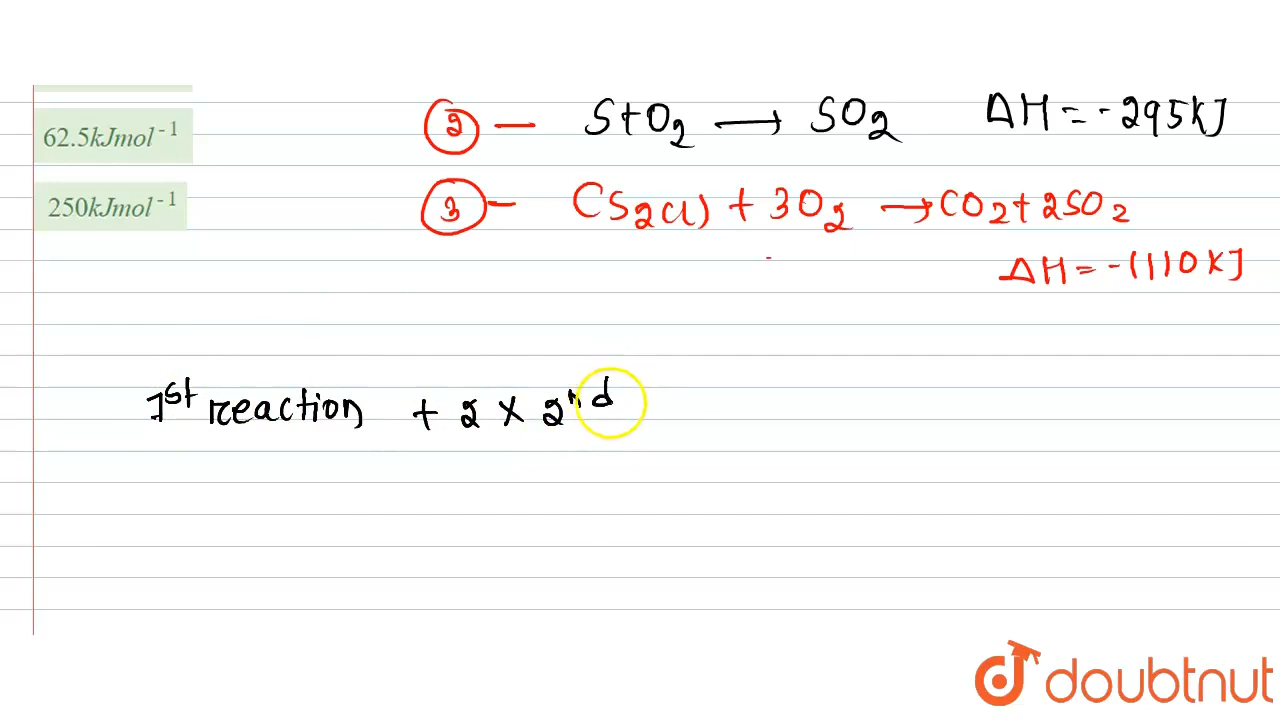 ② — S+O₂ ⟶ SO₂ ΔH = -295KJ
62.5kJmol⁻¹
③ — CS₂(l) + 3O₂ ⟶ CO₂ + 2SO₂
250kJmol⁻¹
ΔH = -1110KJ
1ˢᵗ reaction + 2 × 2ⁿᵈ
doubtnut